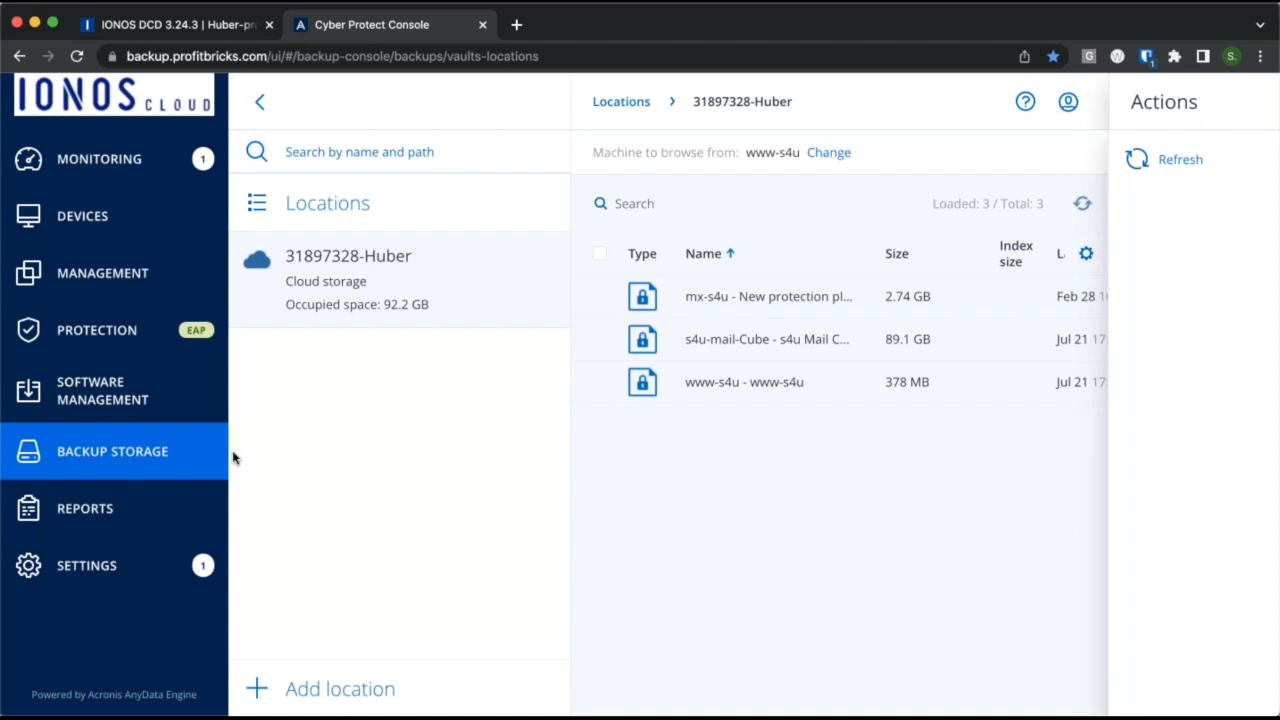 IONOS DCD 3.24.3 | Huber-pr
Cyber Protect Console
backup.profitbricks.com/ui/#/backup-console/backups/vaults-locations
G
W
1
S.
IONOS CLOUD
MONITORING
1
DEVICES
MANAGEMENT
PROTECTION
EAP
SOFTWARE
MANAGEMENT
BACKUP STORAGE
REPORTS
SETTINGS
1
Powered by Acronis AnyData Engine
Search by name and path
Locations
31897328-Huber
Cloud storage
Occupied space: 92.2 GB
Add location
Locations
31897328-Huber
Machine to browse from: www-s4u Change
Search
Loaded: 3 / Total: 3
Type
Name
Size
Index
size
mx-s4u - New protection pl...
2.74 GB
Feb 28
s4u-mail-Cube - s4u Mail C...
89.1 GB
Jul 21 17
www-s4u - www-s4u
378 MB
Jul 21 17
Actions
Refresh